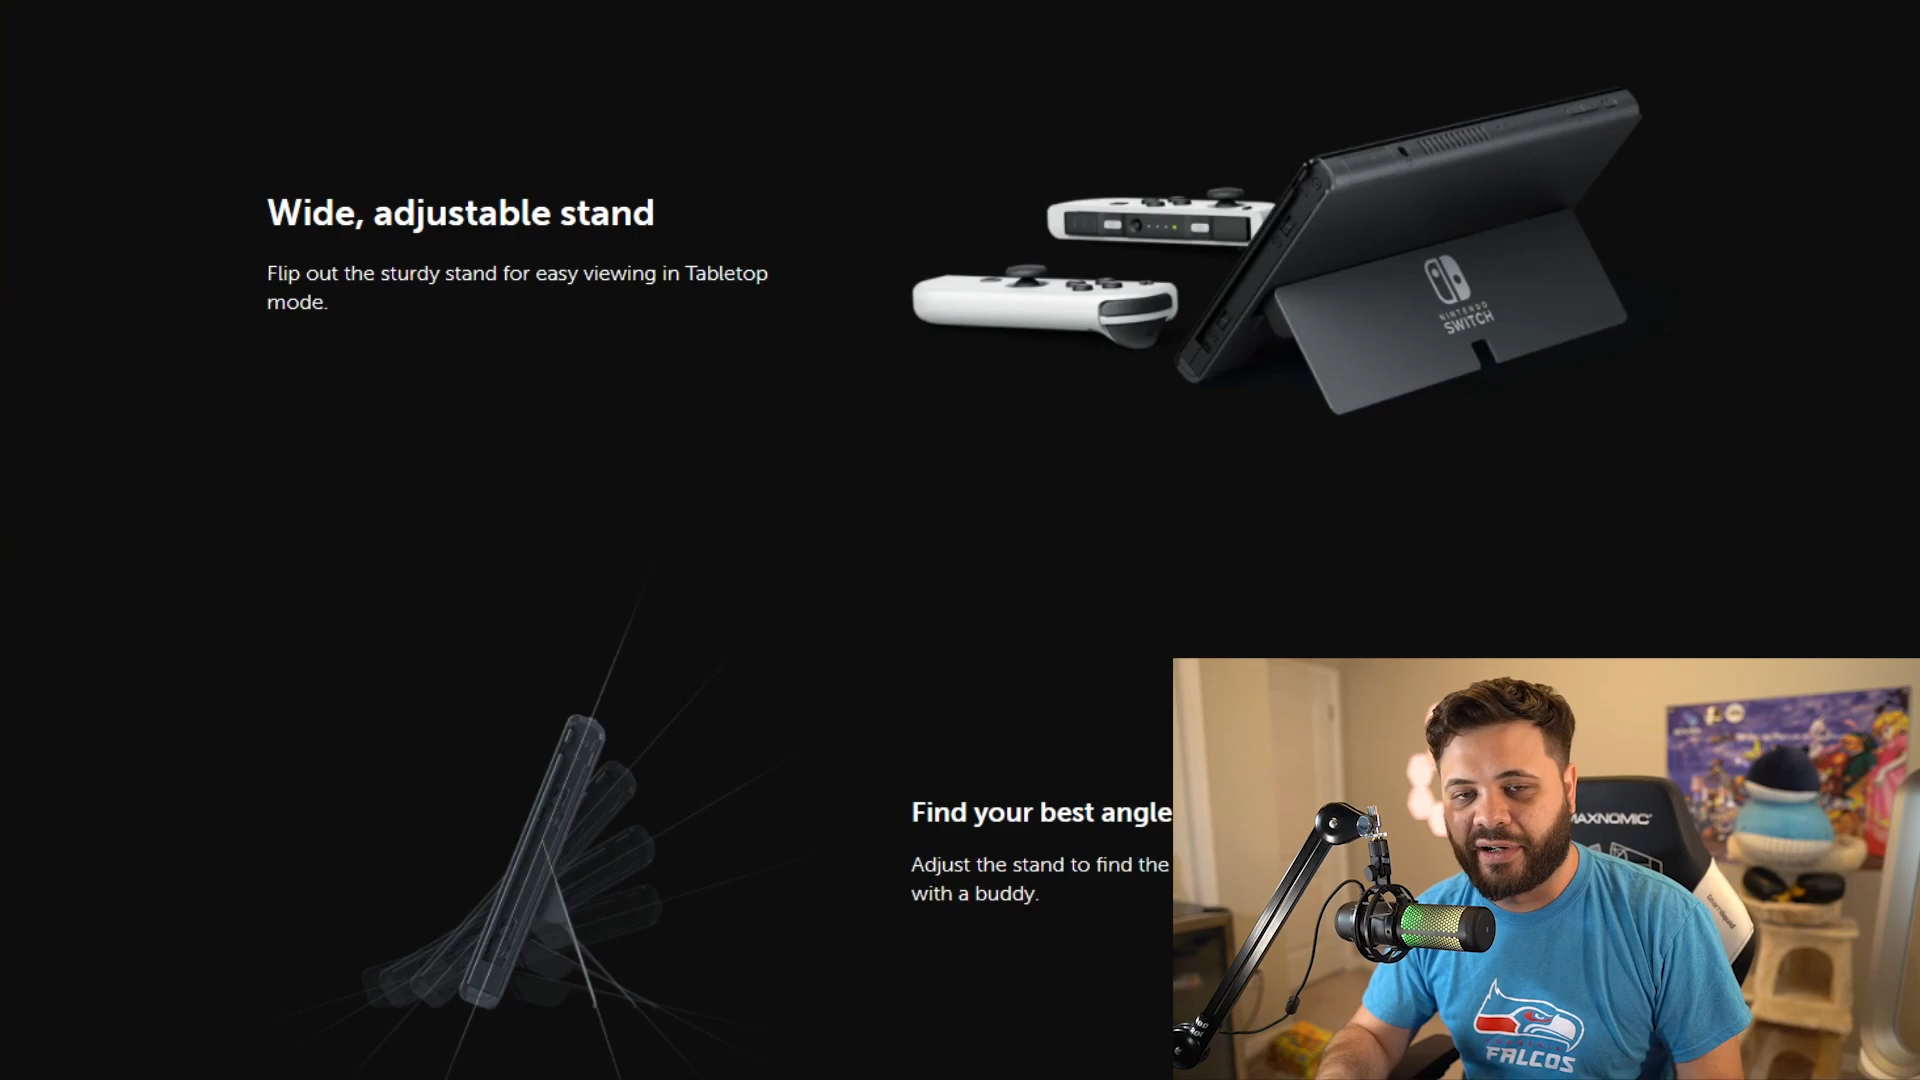 Wide, adjustable stand
Flip out the sturdy stand for easy viewing in Tabletop
mode.
NINTENDO
SWITCH
Find your best angle
Adjust the stand to find the
with a buddy.
MAXNOMIC
FALCOS